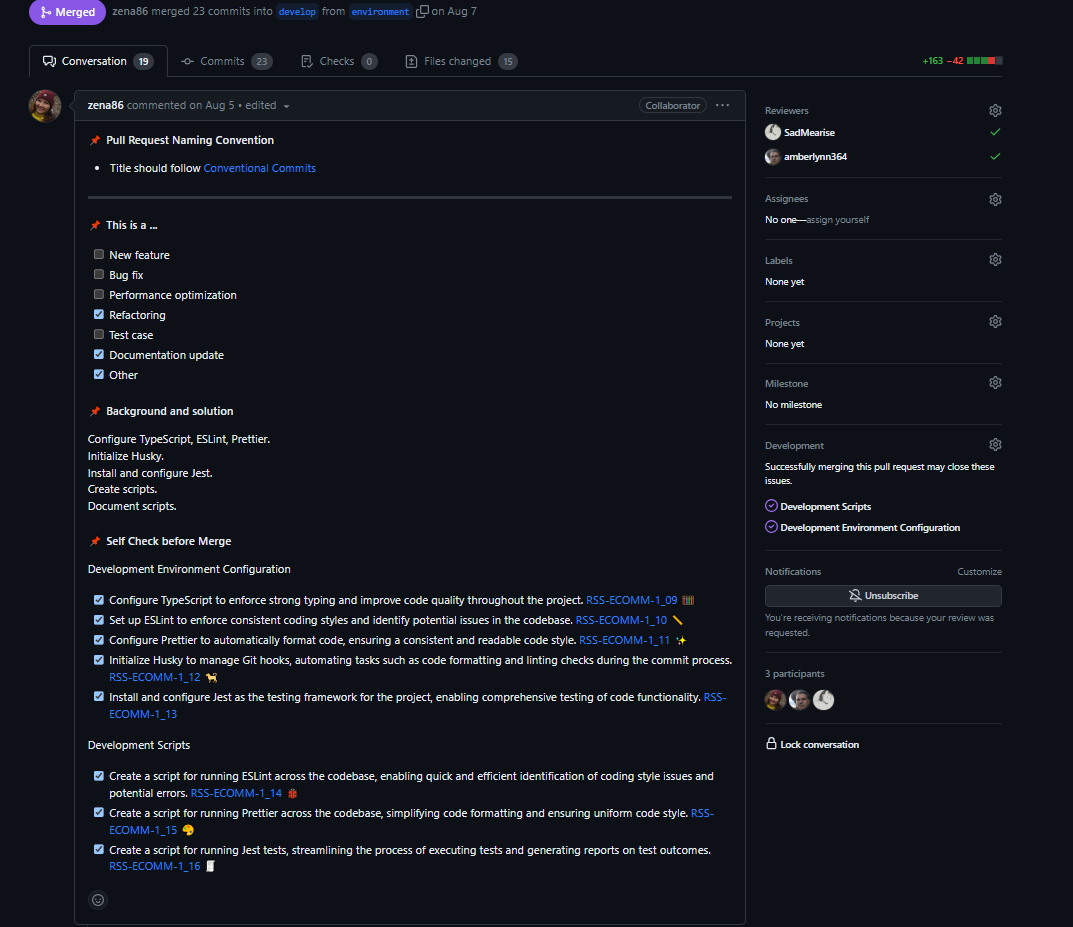 Merged zena86 merged 23 commits into develop from environment on Aug 7
Conversation 19 Commits 23 Checks 0 Files changed 15 +163 −42
zena86 commented on Aug 5 • edited Collaborator ···
Pull Request Naming Convention
• Title should follow Conventional Commits
This is a ...
New feature
Bug fix
Performance optimization
Refactoring
Test case
Documentation update
Other
Background and solution
Configure TypeScript, ESLint, Prettier.
Initialize Husky.
Install and configure Jest.
Create scripts.
Document scripts.
Self Check before Merge
Development Environment Configuration
Configure TypeScript to enforce strong typing and improve code quality throughout the project. RSS-ECOMM-1_09
Set up ESLint to enforce consistent coding styles and identify potential issues in the codebase. RSS-ECOMM-1_10
Configure Prettier to automatically format code, ensuring a consistent and readable code style. RSS-ECOMM-1_11
Initialize Husky to manage Git hooks, automating tasks such as code formatting and linting checks during the commit process.
RSS-ECOMM-1_12
Install and configure Jest as the testing framework for the project, enabling comprehensive testing of code functionality. RSS-
ECOMM-1_13
Development Scripts
Create a script for running ESLint across the codebase, enabling quick and efficient identification of coding style issues and
potential errors. RSS-ECOMM-1_14
Create a script for running Prettier across the codebase, simplifying code formatting and ensuring uniform code style. RSS-
ECOMM-1_15
Create a script for running Jest tests, streamlining the process of executing tests and generating reports on test outcomes.
RSS-ECOMM-1_16
Reviewers
SadMearise
amberlynn364
Assignees
No one—assign yourself
Labels
None yet
Projects
None yet
Milestone
No milestone
Development
Successfully merging this pull request may close these
issues.
Development Scripts
Development Environment Configuration
Notifications Customize
Unsubscribe
You're receiving notifications because your review was
requested.
3 participants
Lock conversation